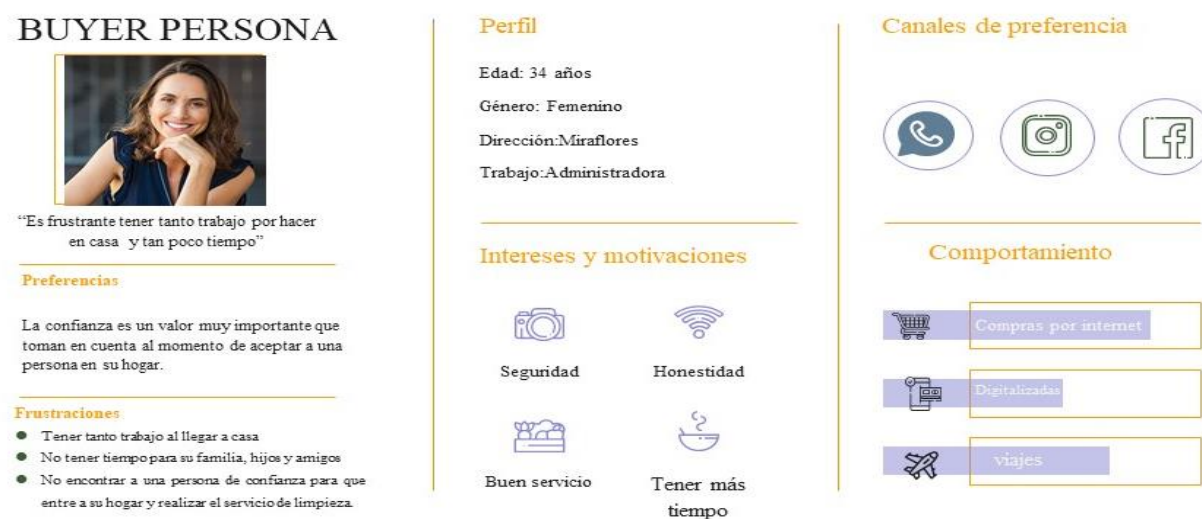 BUYER PERSONA
“Es frustrante tener tanto trabajo por hacer
en casa y tan poco tiempo”
Preferencias
La confianza es un valor muy importante que
toman en cuenta al momento de aceptar a una
persona en su hogar.
Frustraciones
Tener tanto trabajo al llegar a casa
No tener tiempo para su familia, hijos y amigos
No encontrar a una persona de confianza para que
entre a su hogar y realizar el servicio de limpieza.
Perfil
Edad: 34 años
Género: Femenino
Dirección:Miraflores
Trabajo:Administradora
Intereses y motivaciones
Seguridad
Honestidad
Buen servicio
Tener más
tiempo
Canales de preferencia
Comportamiento
Compras por internet
Digitalizadas
viajes